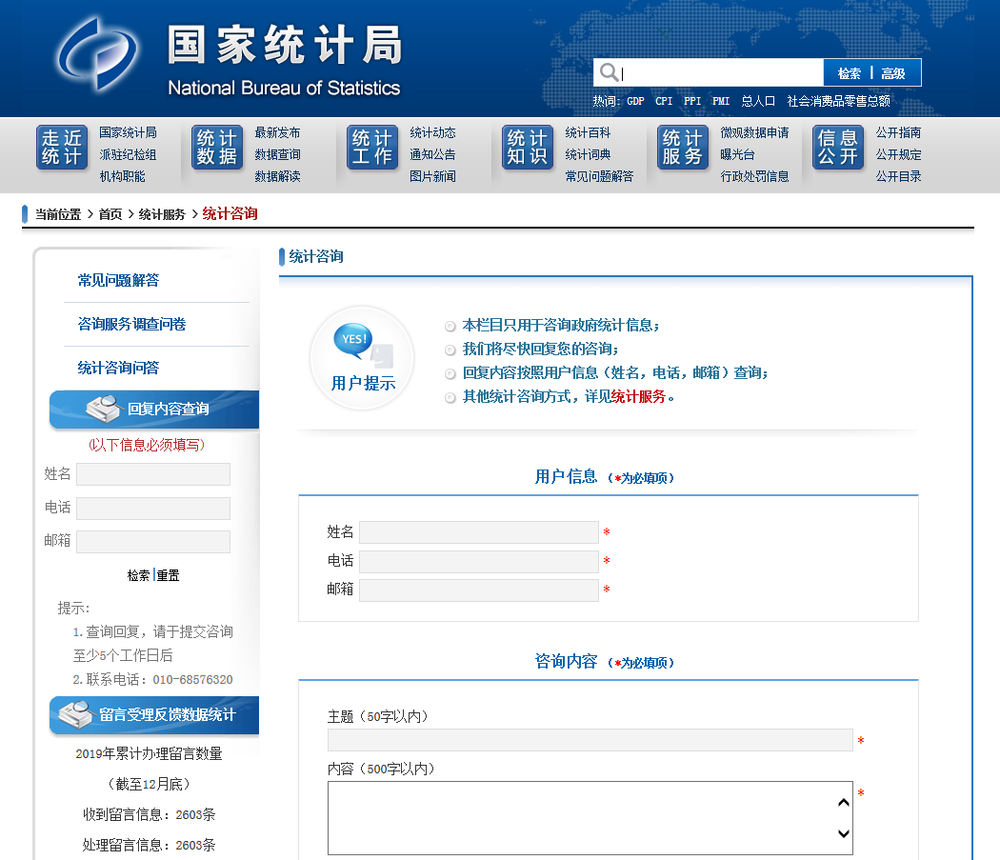 国家统计局
National Bureau of Statistics
检索 | 高级
热词: GDP CPI PPI PMI 总人口 社会消费品零售总额
走近统计
国家统计局
派驻纪检组
机构职能
统计数据
最新发布
数据查询
数据解读
统计工作
统计动态
通知公告
图片新闻
统计知识
统计百科
统计词典
常见问题解答
统计服务
微观数据申请
曝光台
行政处罚信息
信息公开
公开指南
公开规定
公开目录
当前位置 > 首页 > 统计服务 > 统计咨询
常见问题解答
咨询服务调查问卷
统计咨询问答
回复内容查询
(以下信息必须填写)
姓名
电话
邮箱
检索 | 重置
提示:
1. 查询回复，请于提交咨询
至少5个工作日后
2. 联系电话：010-68576320
留言受理反馈数据统计
2019年累计办理留言数量
（截至12月底）
收到留言信息：2603条
处理留言信息：2603条
统计咨询
YES!
用户提示
本栏目只用于咨询政府统计信息；
我们将尽快回复您的咨询；
回复内容按照用户信息（姓名，电话，邮箱）查询；
其他统计咨询方式，详见统计服务。
用户信息（*为必填项）
姓名 *
电话 *
邮箱 *
咨询内容（*为必填项）
主题（50字以内）
*
内容（500字以内）
*